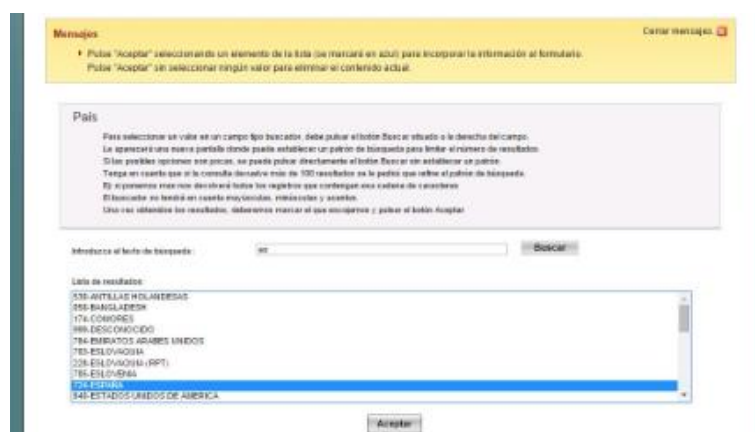 Mensajes
Cerrar mensajes
Pulse "Aceptar" seleccionando un elemento de la lista (se marcará en azul) para incorporar la información al formulario.
Pulse "Aceptar" sin seleccionar ningún valor para eliminar el contenido actual.
País
Para seleccionar un valor en un campo tipo buscador, debe pulsar el botón Buscar situado a la derecha del campo.
Le aparecerá una nueva pantalla donde puede establecer un patrón de búsqueda para limitar el número de resultados
Si las posibles opciones son pocas, se puede pulsar directamente el botón Buscar sin establecer un patrón.
Tenga en cuenta que si la consulta devuelve más de 100 resultados se le pedirá que refine el patrón de búsqueda.
Ej: si ponemos mas nos devolverá todos los registros que contengan esa cadena de caracteres
El buscador no tendrá en cuenta mayúsculas, minúsculas y acentos.
Una vez obtenidos los resultados, deberemos marcar el que escojamos y pulsar el botón Aceptar
Introduzca el texto de búsqueda:
es
Buscar
Lista de resultados:
530-ANTILLAS HOLANDESAS
050-BANGLADESH
174-COMORES
999-DESCONOCIDO
784-EMIRATOS ARABES UNIDOS
703-ESLOVAQUIA
228-ESLOVAQUIA (RPT)
705-ESLOVENIA
724-ESPAÑA
840-ESTADOS UNIDOS DE AMERICA
Aceptar